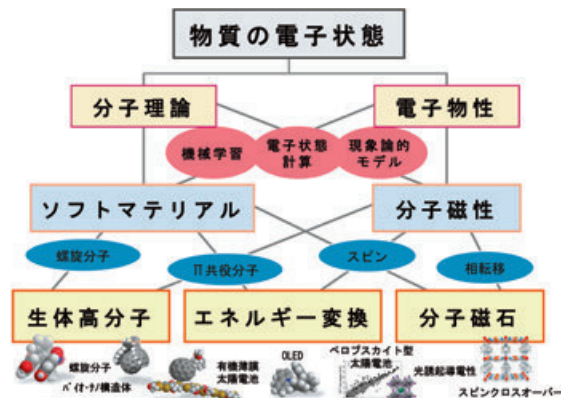 物質の電子状態
分子理論
電子物性
機械学習
電子状態
計算
現象論的
モデル
ソフトマテリアル
分子磁性
螺旋分子
π共役分子
スピン
相転移
生体高分子
エネルギー変換
分子磁石
螺旋分子
バイオ・ナノ構造体
有機薄膜
太陽電池
OLED
ペロブスカイト型
太陽電池
光誘起導電性
スピンクロスオーバー